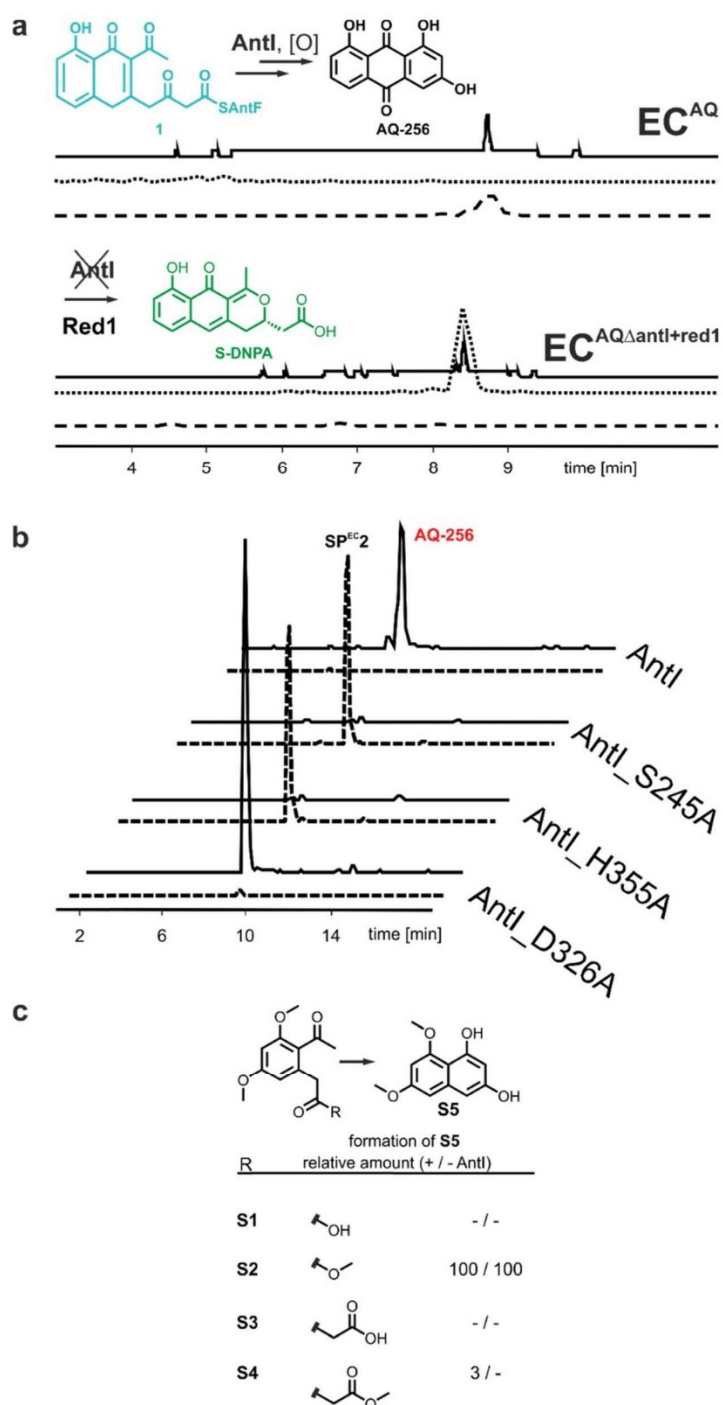 a
OH O O
AntI, [O]
O O
SAntF
1
OH O OH
O OH
AQ-256
EC^AQ
AntI
Red1
OH O
O
O
OH
S-DNPA
EC^AQΔantI+red1
4 5 6 7 8 9 time [min]
b
SP^EC2
AQ-256
AntI
AntI_S245A
AntI_H355A
AntI_D326A
2 6 10 14 time [min]
c
O O
O
O R
O OH
O OH
S5
formation of S5
R relative amount (+ / - AntI)
S1 OH - / -
S2 O 100 / 100
S3 O OH - / -
S4 O O 3 / -